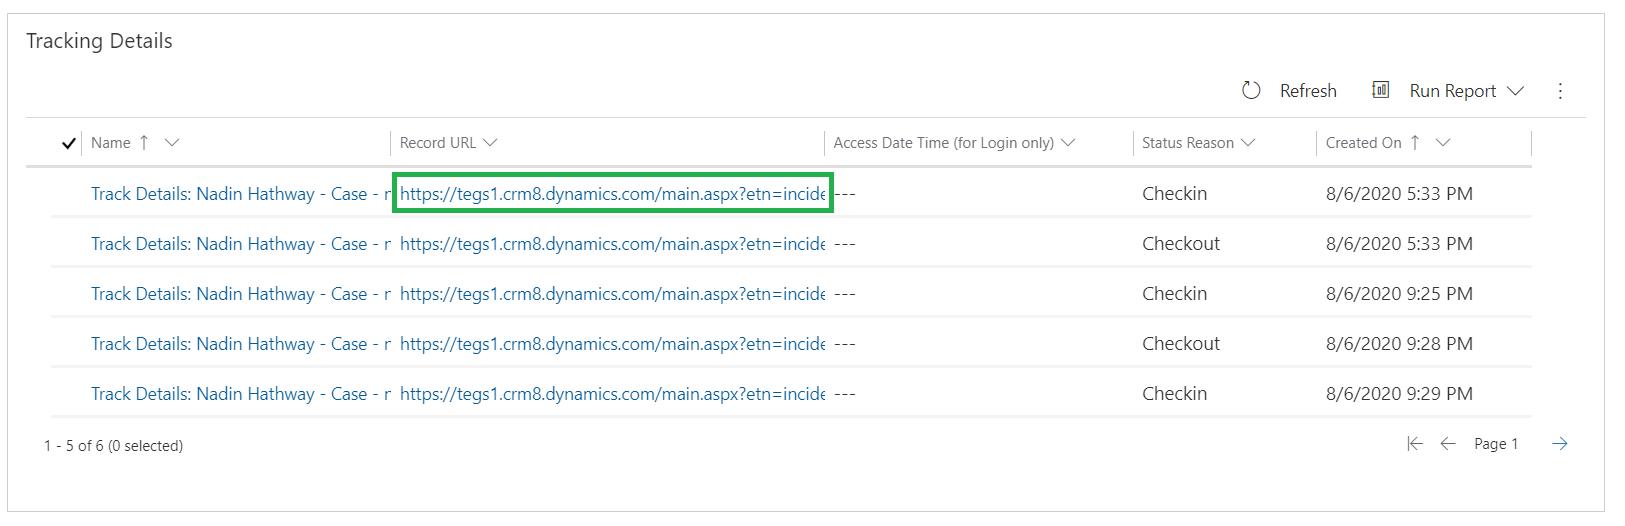 Tracking Details
Refresh Run Report
Name Record URL Access Date Time (for Login only) Status Reason Created On
Track Details: Nadin Hathway - Case - r https://tegs1.crm8.dynamics.com/main.aspx?etn=incide --- Checkin 8/6/2020 5:33 PM
Track Details: Nadin Hathway - Case - r https://tegs1.crm8.dynamics.com/main.aspx?etn=incide --- Checkout 8/6/2020 5:33 PM
Track Details: Nadin Hathway - Case - r https://tegs1.crm8.dynamics.com/main.aspx?etn=incide --- Checkin 8/6/2020 9:25 PM
Track Details: Nadin Hathway - Case - r https://tegs1.crm8.dynamics.com/main.aspx?etn=incide --- Checkout 8/6/2020 9:28 PM
Track Details: Nadin Hathway - Case - r https://tegs1.crm8.dynamics.com/main.aspx?etn=incide --- Checkin 8/6/2020 9:29 PM
1 - 5 of 6 (0 selected) Page 1